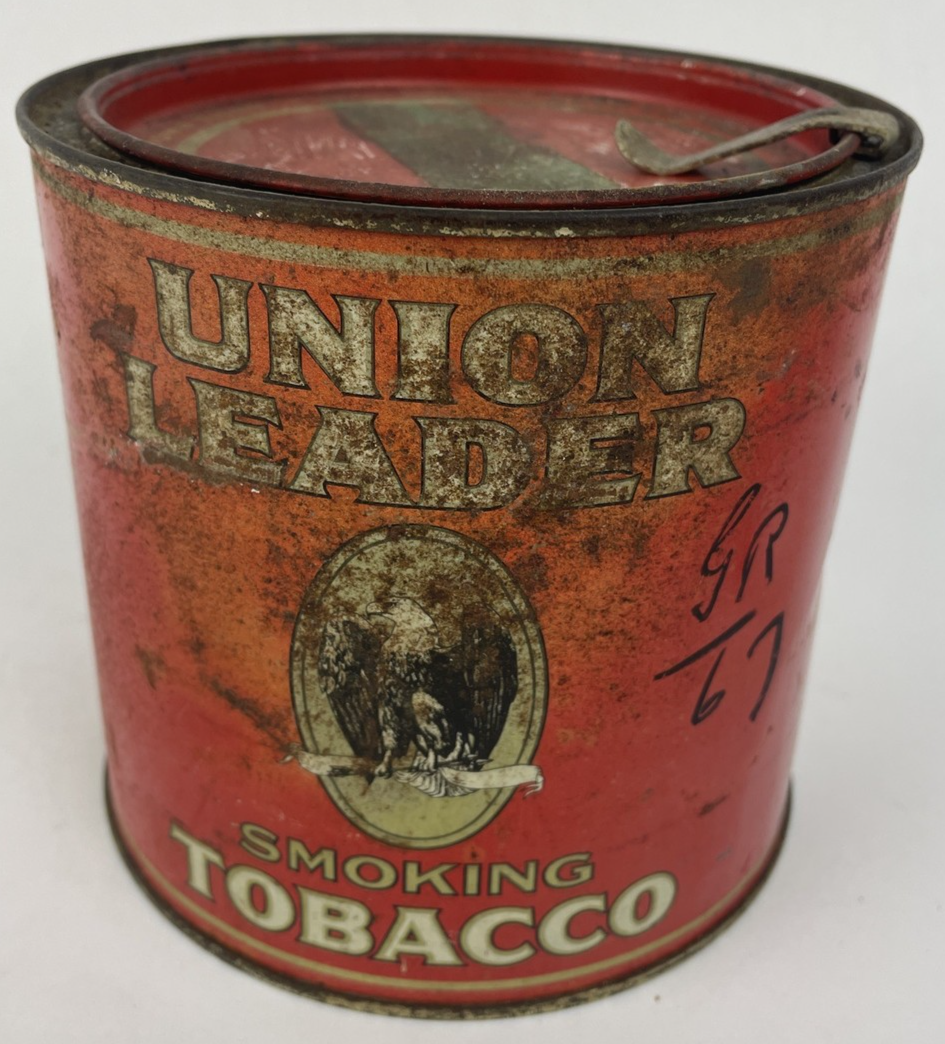 UNION
LEADER
GR
67
SMOKING
TOBACCO